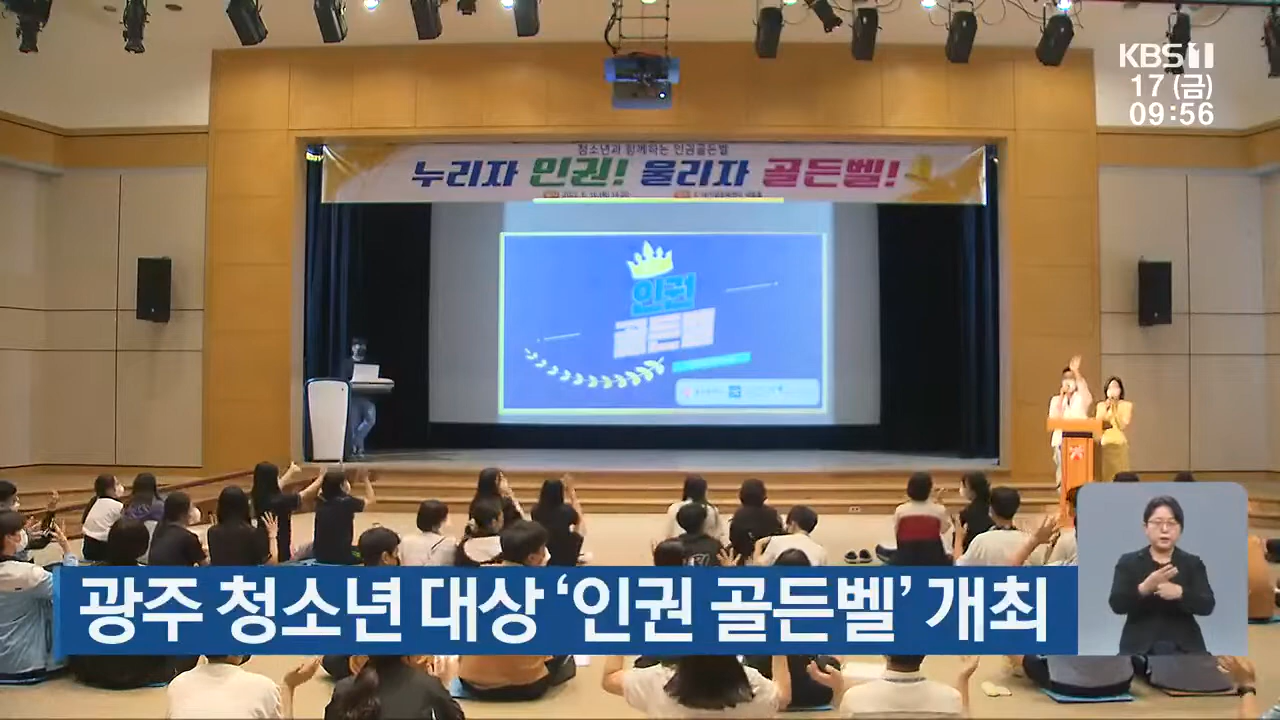 KBS 1
17 (금)
09:56
청소년과 함께하는 인권골든벨
누리자 인권! 울리자 골든벨!
인권
골든벨
광주 청소년 대상 ‘인권 골든벨’ 개최